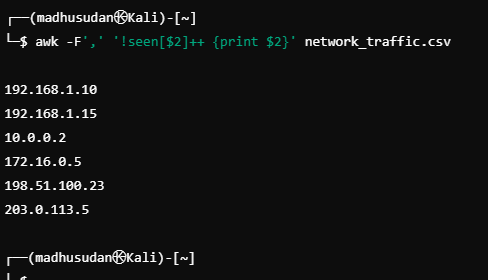 ┌──(madhusudan㉿Kali)-[~]
└─$ awk -F',' '!seen[$2]++ {print $2}' network_traffic.csv
192.168.1.10
192.168.1.15
10.0.0.2
172.16.0.5
198.51.100.23
203.0.113.5
┌──(madhusudan㉿Kali)-[~]
└─$